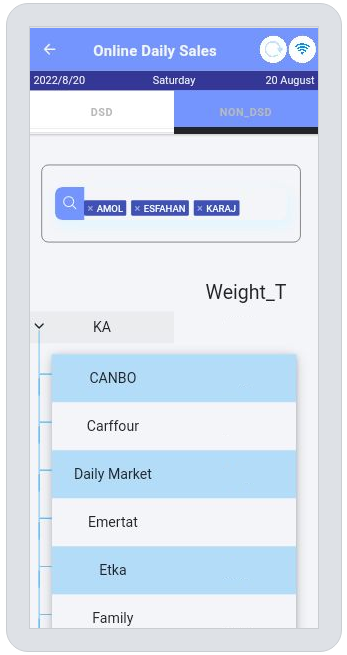 Online Daily Sales
2022/8/20 Saturday 20 August
DSD NON_DSD
× AMOL × ESFAHAN × KARAJ
Weight_T
KA
CANBO
Carffour
Daily Market
Emertat
Etka
Family